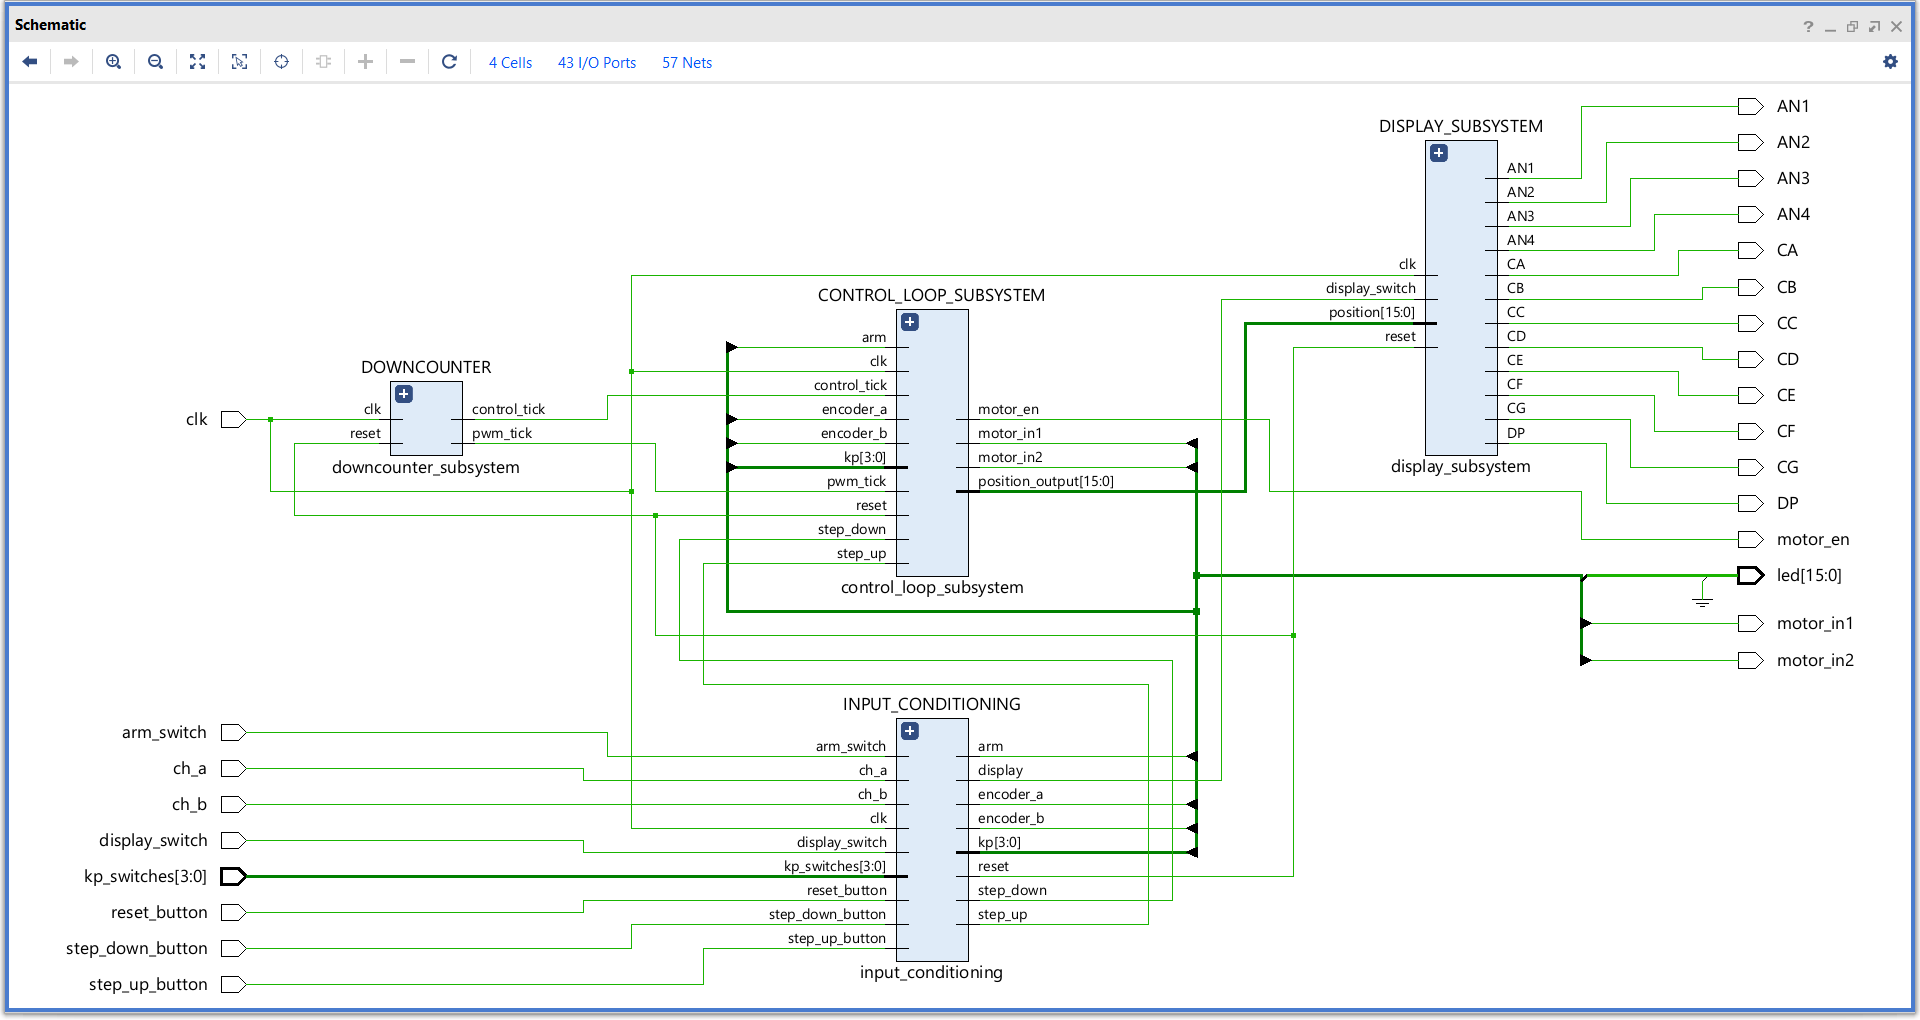 Schematic
4 Cells 43 I/O Ports 57 Nets
DOWNCOUNTER
clk
reset
control_tick
pwm_tick
downcounter_subsystem
CONTROL_LOOP_SUBSYSTEM
arm
clk
control_tick
encoder_a
encoder_b
kp[3:0]
pwm_tick
reset
step_down
step_up
motor_en
motor_in1
motor_in2
position_output[15:0]
control_loop_subsystem
DISPLAY_SUBSYSTEM
clk
display_switch
position[15:0]
reset
AN1
AN2
AN3
AN4
CA
CB
CC
CD
CE
CF
CG
DP
display_subsystem
INPUT_CONDITIONING
arm_switch
ch_a
ch_b
clk
display_switch
kp_switches[3:0]
reset_button
step_down_button
step_up_button
arm
display
encoder_a
encoder_b
kp[3:0]
reset
step_down
step_up
input_conditioning
clk
arm_switch
ch_a
ch_b
display_switch
kp_switches[3:0]
reset_button
step_down_button
step_up_button
AN1
AN2
AN3
AN4
CA
CB
CC
CD
CE
CF
CG
DP
motor_en
led[15:0]
motor_in1
motor_in2